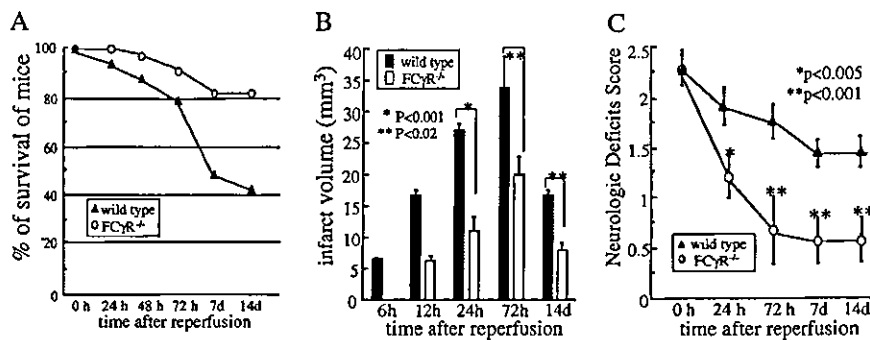 A
% of survival of mice
100
80
60
40
20
0
wild type
FCγR-/-
0 h 24 h 48 h 72 h 7d 14d
time after reperfusion
B
infarct volume (mm3)
40
35
30
25
20
15
10
5
0
wild type
FCγR-/-
* P<0.001
** P<0.02
*
**
**
6h 12h 24h 72h 14d
time after reperfusion
C
Neurologic Deficits Score
2.5
2
1.5
1
0.5
0
*p<0.005
**p<0.001
*
**
**
**
wild type
FCγR-/-
0 h 24 h 72 h 7d 14d
time after reperfusion